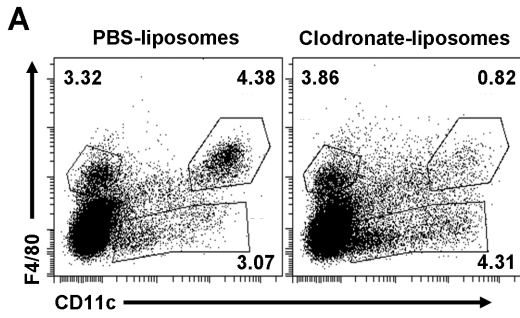 A
PBS-liposomes Clodronate-liposomes
3.32 4.38 3.86 0.82
3.07 4.31
F4/80
CD11c